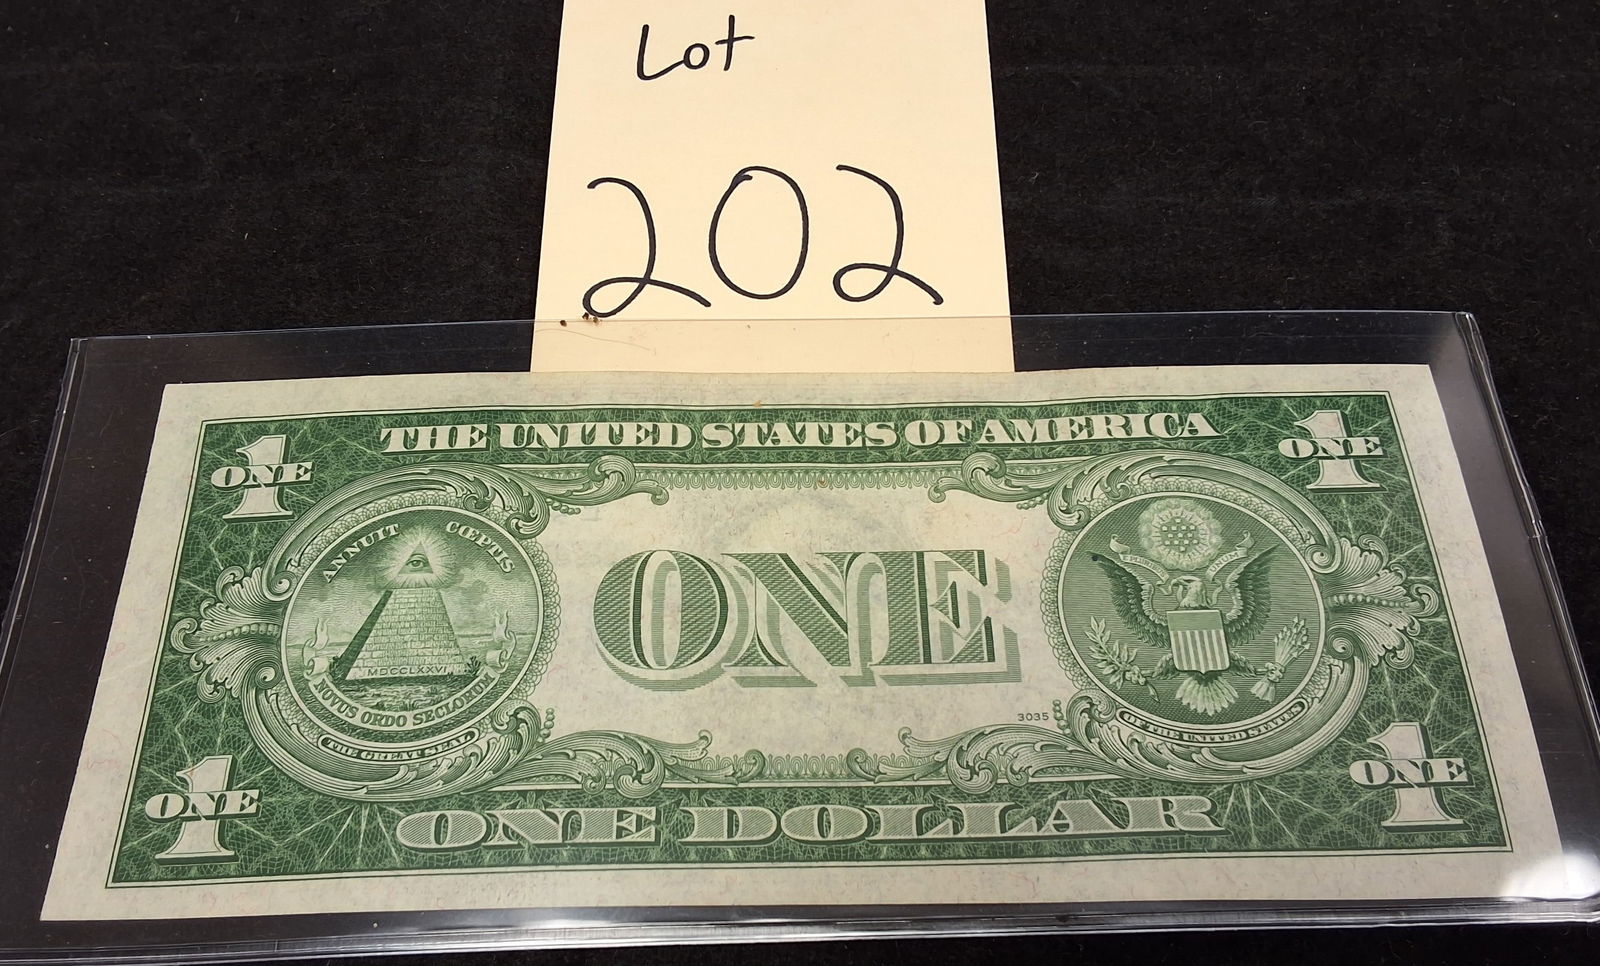 Lot
202
THE UNITED STATES OF AMERICA
1
ONE
1
ONE
ANNUIT CŒPTIS
MDCCLXXVI
NOVUS ORDO SECLORUM
THE GREAT SEAL
ONE
3035
OF THE UNITED STATES
1
ONE
1
ONE
ONE DOLLAR